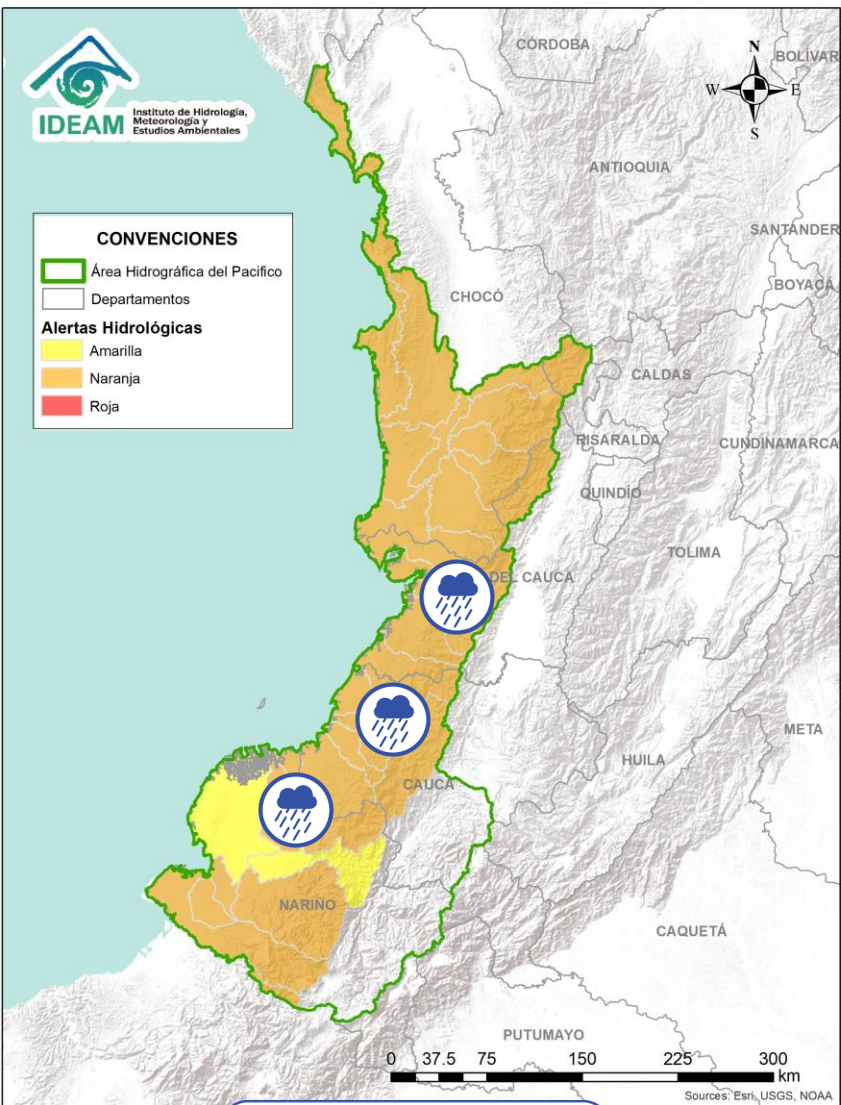 IDEAM
Instituto de Hidrología,
Meteorología y
Estudios Ambientales
CÓRDOBA
BOLÍVAR
N
W
E
S
ANTIOQUIA
SANTANDER
BOYACÁ
CONVENCIONES
Área Hidrográfica del Pacifico
Departamentos
Alertas Hidrológicas
Amarilla
Naranja
Roja
CHOCÓ
CALDAS
RISARALDA
CUNDINAMARCA
QUINDÍO
TOLIMA
DEL CAUCA
META
HUILA
CAUCA
NARIÑO
CAQUETÁ
PUTUMAYO
0 37.5 75 150 225 300
km
Sources: Esri, USGS, NOAA